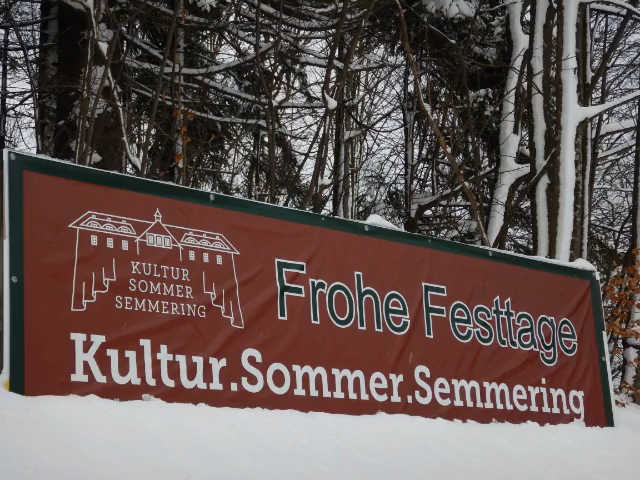 KULTUR
SOMMER
SEMMERING
Frohe Festtage
Kultur.Sommer.Semmering